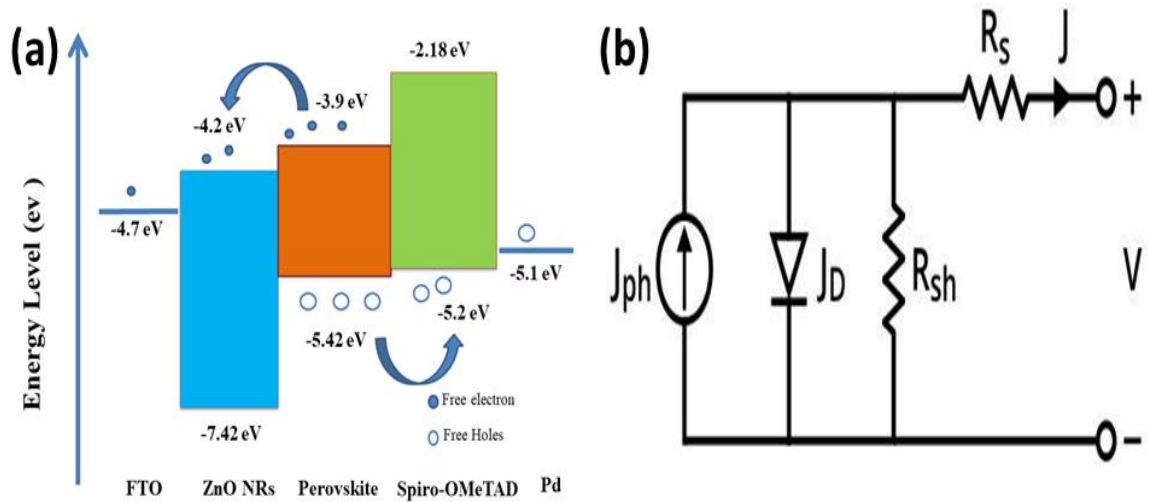 (a)
Energy Level (ev )
-2.18 eV
-3.9 eV
-4.2 eV
-4.7 eV
-5.1 eV
-5.2 eV
-5.42 eV
Free electron
Free Holes
-7.42 eV
FTO ZnO NRs Perovskite Spiro-OMeTAD Pd
(b)
Rs J
+
Jph JD Rsh V
−